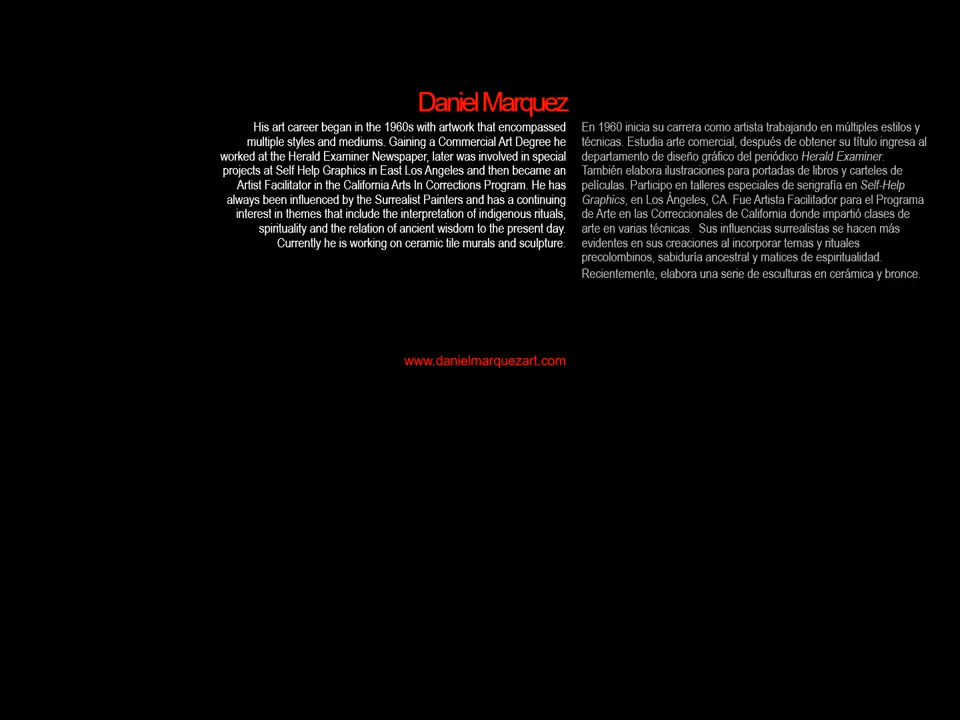 Daniel Marquez
His art career began in the 1960s with artwork that encompassed
multiple styles and mediums. Gaining a Commercial Art Degree he
worked at the Herald Examiner Newspaper, later was involved in special
projects at Self Help Graphics in East Los Angeles and then became an
Artist Facilitator in the California Arts In Corrections Program. He has
always been influenced by the Surrealist Painters and has a continuing
interest in themes that include the interpretation of indigenous rituals,
spirituality and the relation of ancient wisdom to the present day.
Currently he is working on ceramic tile murals and sculpture.
En 1960 inicia su carrera como artista trabajando en múltiples estilos y
técnicas. Estudia arte comercial, después de obtener su título ingresa al
departamento de diseño gráfico del periódico Herald Examiner.
También elabora ilustraciones para portadas de libros y carteles de
películas. Participo en talleres especiales de serigrafía en Self-Help
Graphics, en Los Ángeles, CA. Fue Artista Facilitador para el Programa
de Arte en las Correccionales de California donde impartió clases de
arte en varias técnicas. Sus influencias surrealistas se hacen más
evidentes en sus creaciones al incorporar temas y rituales
precolombinos, sabiduría ancestral y matices de espiritualidad.
Recientemente, elabora una serie de esculturas en cerámica y bronce.
www.danielmarquezart.com